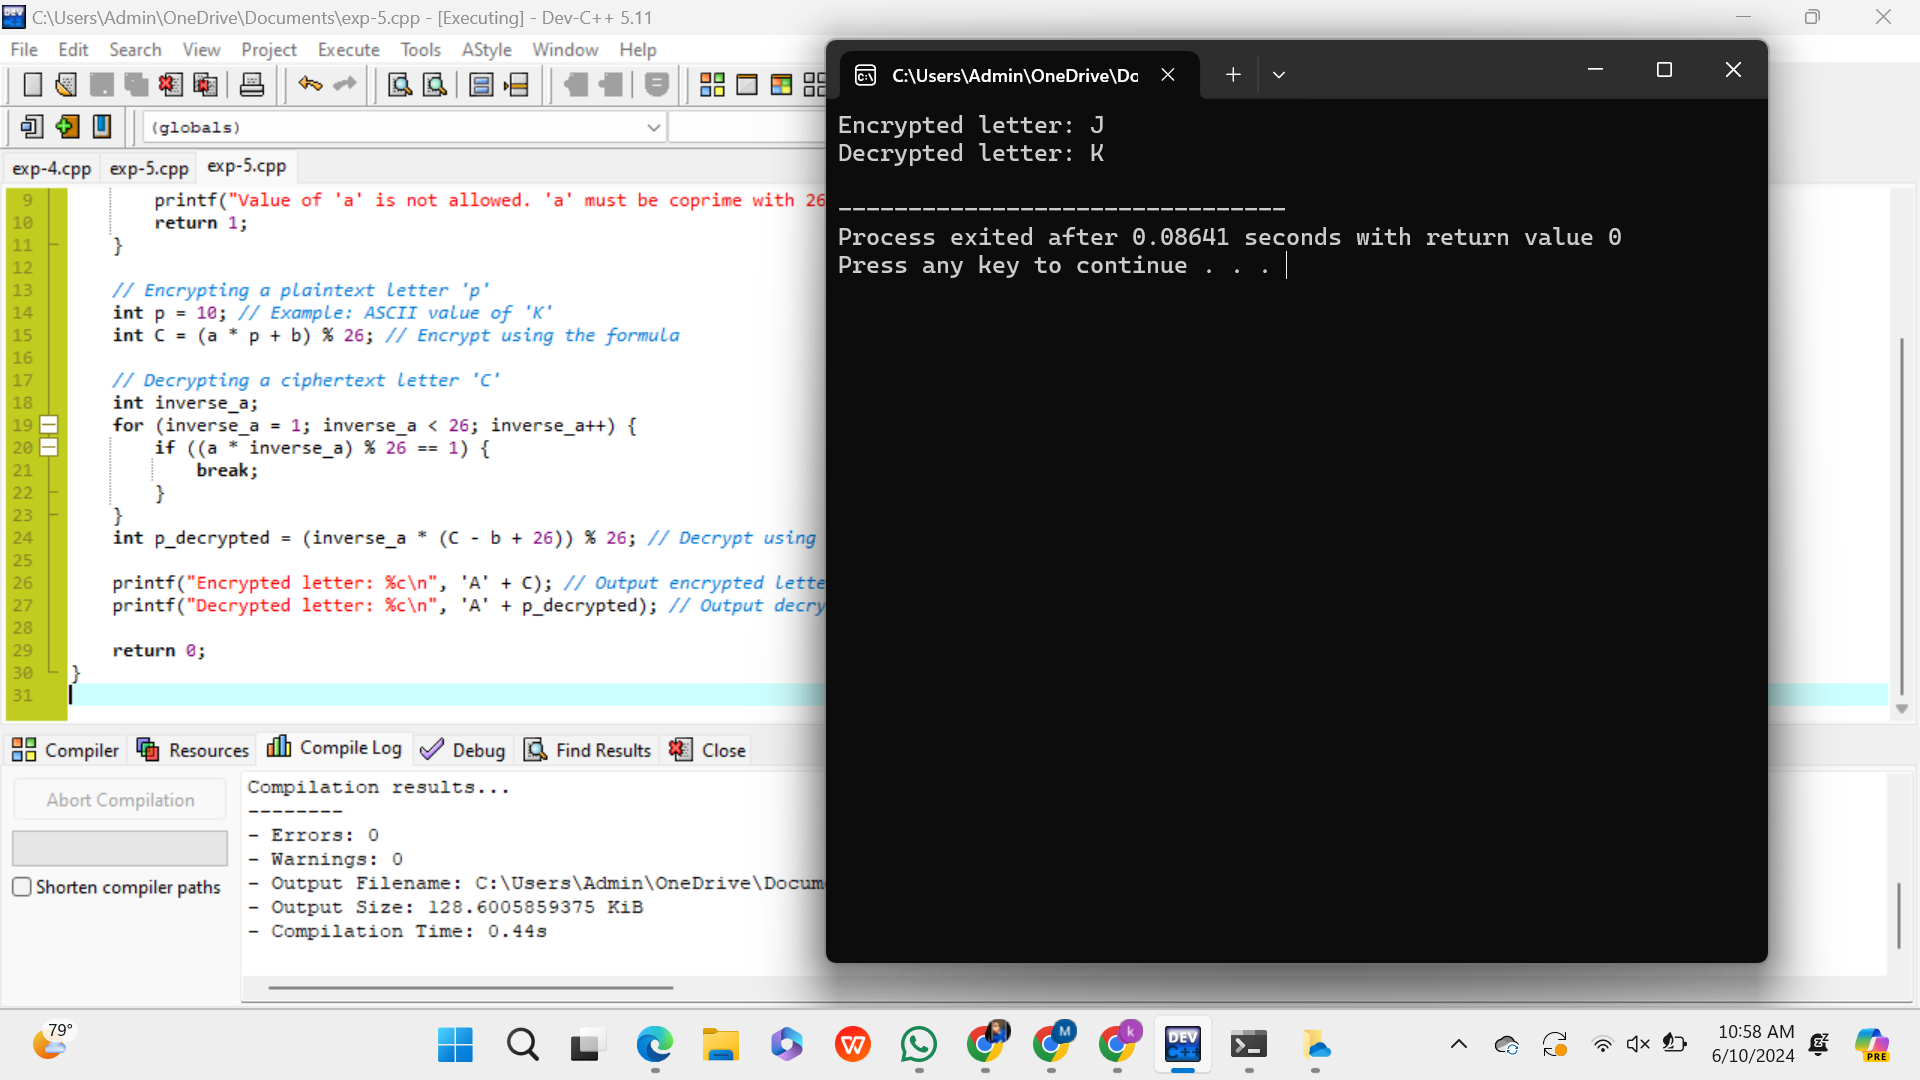 C:\Users\Admin\OneDrive\Documents\exp-5.cpp - [Executing] - Dev-C++ 5.11
File Edit Search View Project Execute Tools AStyle Window Help
(globals)
exp-4.cpp exp-5.cpp exp-5.cpp
9 printf("Value of 'a' is not allowed. 'a' must be coprime with 26
10 return 1;
11 }
12
13 // Encrypting a plaintext letter 'p'
14 int p = 10; // Example: ASCII value of 'K'
15 int C = (a * p + b) % 26; // Encrypt using the formula
16
17 // Decrypting a ciphertext letter 'C'
18 int inverse_a;
19 for (inverse_a = 1; inverse_a < 26; inverse_a++) {
20 if ((a * inverse_a) % 26 == 1) {
21 break;
22 }
23 }
24 int p_decrypted = (inverse_a * (C - b + 26)) % 26; // Decrypt using
25
26 printf("Encrypted letter: %c\n", 'A' + C); // Output encrypted lette
27 printf("Decrypted letter: %c\n", 'A' + p_decrypted); // Output decry
28
29 return 0;
30 }
31
Compiler Resources Compile Log Debug Find Results Close
Abort Compilation
Shorten compiler paths
Compilation results...
--------
- Errors: 0
- Warnings: 0
- Output Filename: C:\Users\Admin\OneDrive\Docum
- Output Size: 128.6005859375 KiB
- Compilation Time: 0.44s
C:\Users\Admin\OneDrive\Dc
Encrypted letter: J
Decrypted letter: K
--------------------------------
Process exited after 0.08641 seconds with return value 0
Press any key to continue . . .
79°
M
k
DEV
C++
10:58 AM
6/10/2024
PRE